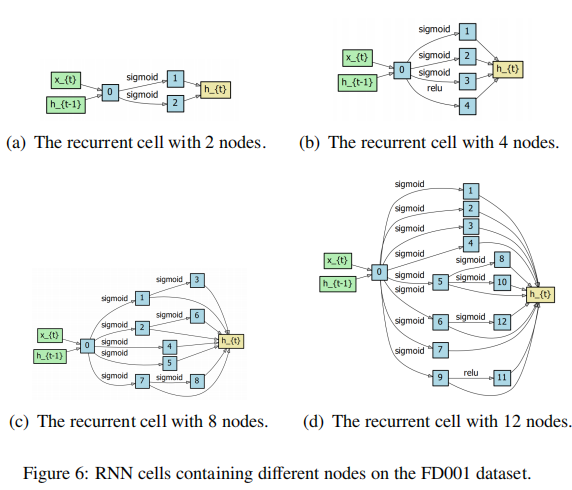 x_{t}
h_{t-1}
0
sigmoid
1
sigmoid
2
h_{t}
(a) The recurrent cell with 2 nodes.
x_{t}
h_{t-1}
0
sigmoid
1
sigmoid
2
sigmoid
3
relu
4
h_{t}
(b) The recurrent cell with 4 nodes.
x_{t}
h_{t-1}
0
sigmoid
3
sigmoid
1
sigmoid
6
sigmoid
2
sigmoid
4
sigmoid
5
sigmoid
7
sigmoid
8
h_{t}
(c) The recurrent cell with 8 nodes.
x_{t}
h_{t-1}
0
sigmoid
1
sigmoid
2
sigmoid
3
sigmoid
4
sigmoid
8
sigmoid
5
sigmoid
10
sigmoid
sigmoid
6
sigmoid
12
sigmoid
7
9
relu
11
h_{t}
(d) The recurrent cell with 12 nodes.
Figure 6: RNN cells containing different nodes on the FD001 dataset.